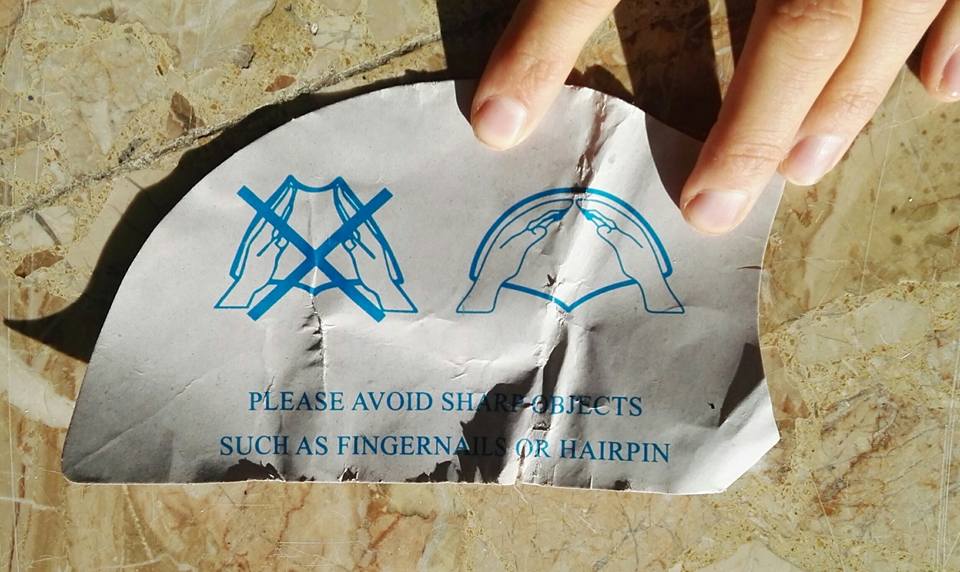 PLEASE AVOID SHARP OBJECTS
SUCH AS FINGERNAILS OR HAIRPIN